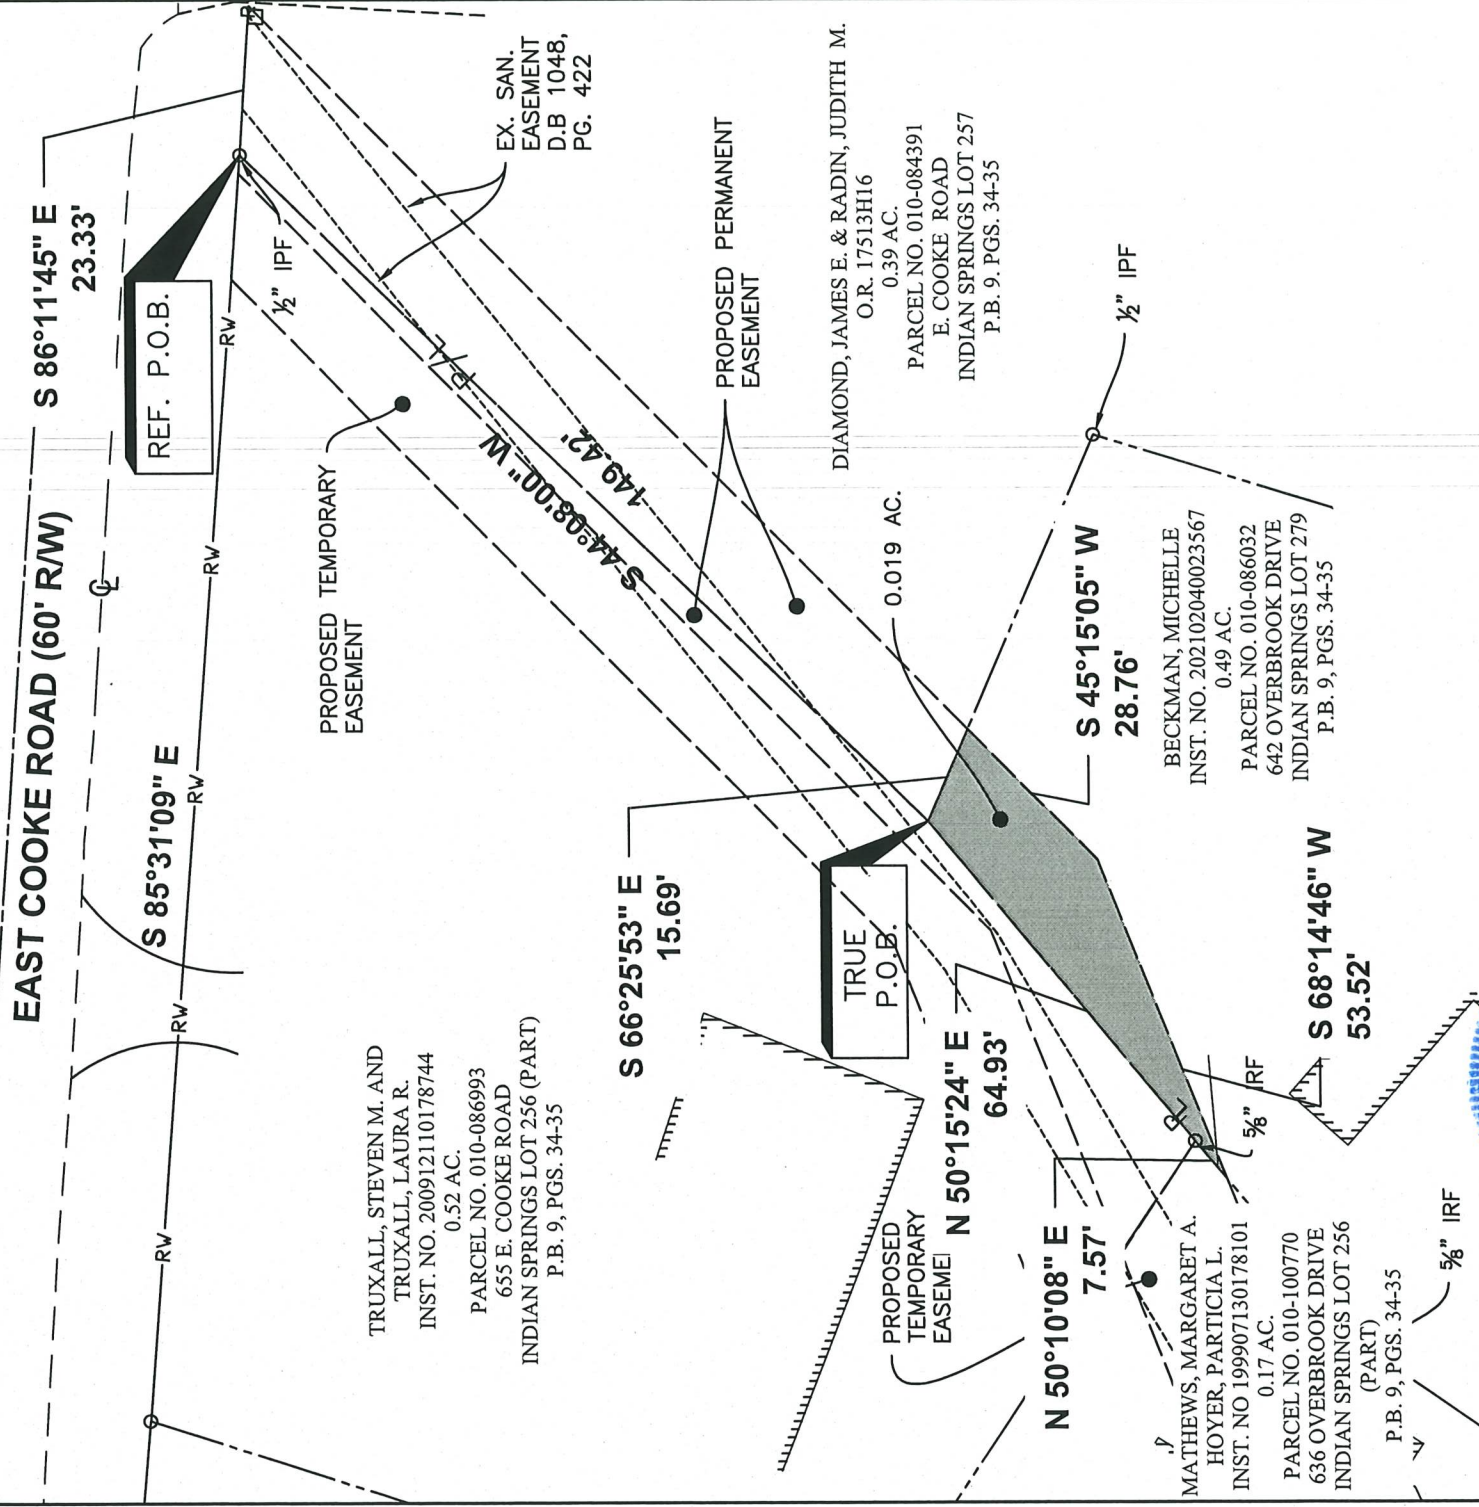 EAST COOKE ROAD (60' R/W)
S 86°11'45" E
23.33'
REF. P.O.B.
½" IPF
RW
RW
RW
RW
RW
S 85°31'09" E
EX. SAN.
EASEMENT
D.B 1048,
PG. 422
PROPOSED TEMPORARY
EASEMENT
P/L
S 44°08'00" W
149.42'
PROPOSED PERMANENT
EASEMENT
DIAMOND, JAMES E. & RADIN, JUDITH M.
O.R. 17513H16
0.39 AC.
PARCEL NO. 010-084391
E. COOKE ROAD
INDIAN SPRINGS LOT 257
P.B. 9. PGS. 34-35
½" IPF
0.019 AC.
S 45°15'05" W
28.76'
BECKMAN, MICHELLE
INST. NO. 202102040023567
0.49 AC.
PARCEL NO. 010-086032
642 OVERBROOK DRIVE
INDIAN SPRINGS LOT 279
P.B. 9, PGS. 34-35
TRUXALL, STEVEN M. AND
TRUXALL, LAURA R.
INST. NO. 200912110178744
0.52 AC.
PARCEL NO. 010-086993
655 E. COOKE ROAD
INDIAN SPRINGS LOT 256 (PART)
P.B. 9, PGS. 34-35
S 66°25'53" E
15.69'
TRUE
P.O.B.
N 50°15'24" E
64.93'
S 68°14'46" W
53.52'
⅝" IRF
PROPOSED
TEMPORARY
EASEME
N 50°10'08" E
7.57'
MATHEWS, MARGARET A.
HOYER, PARTICIA L.
INST. NO 199907130178101
0.17 AC.
PARCEL NO. 010-100770
636 OVERBROOK DRIVE
INDIAN SPRINGS LOT 256
(PART)
P.B. 9, PGS. 34-35
⅝" IRF